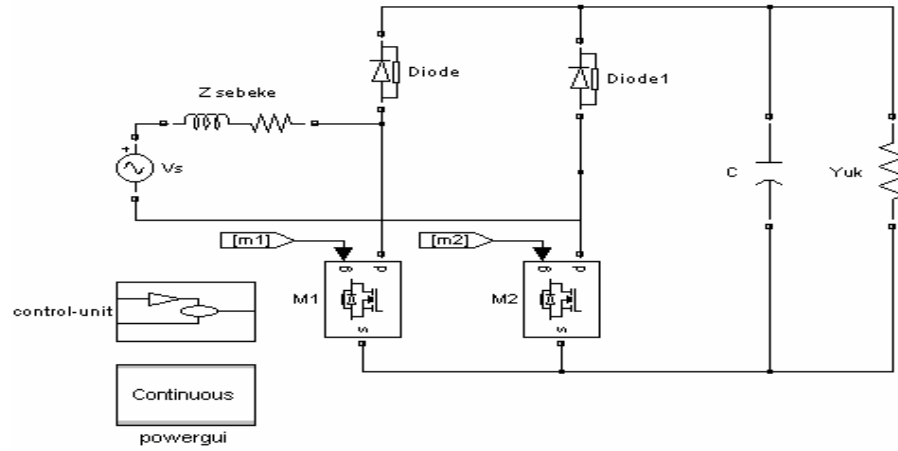 Diode
Diode1
Z sebeke
+
Vs
C
Yuk
[m1]
[m2]
g
D
g
D
M1
M2
S
S
control-unit
Continuous
powergui